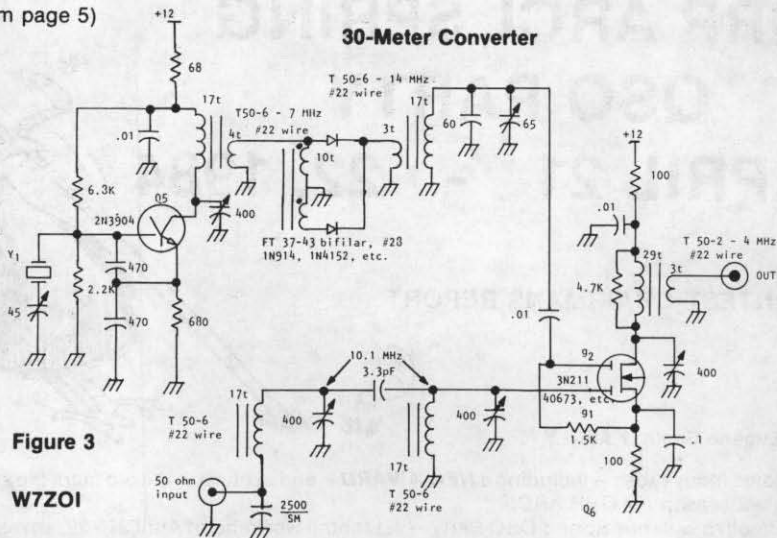 m page 5)
30-Meter Converter
+12
68
17t
.01
4t
T50-6 - 7 MHz
#22 wire
10t
400
FT 37-43 bifilar, #28
1N914, 1N4152, etc.
6.3K
Q5
2N3904
Y1
45
2.2K
470
470
680
T 50-6 - 14 MHz
#22 wire
3t
17t
60
65
+12
100
.01
29t
T 50-2 - 4 MHz
#22 wire
3t
OUT
4.7K
.01
g2
3N211
40673, etc.
400
91
1.5K
.1
100
Q6
10.1 MHz
3.3pf
17t
400
400
T 50-6
#22 wire
17t
T 50-6
#22 wire
50 ohm
input
2500
SM
Figure 3
W7ZOI